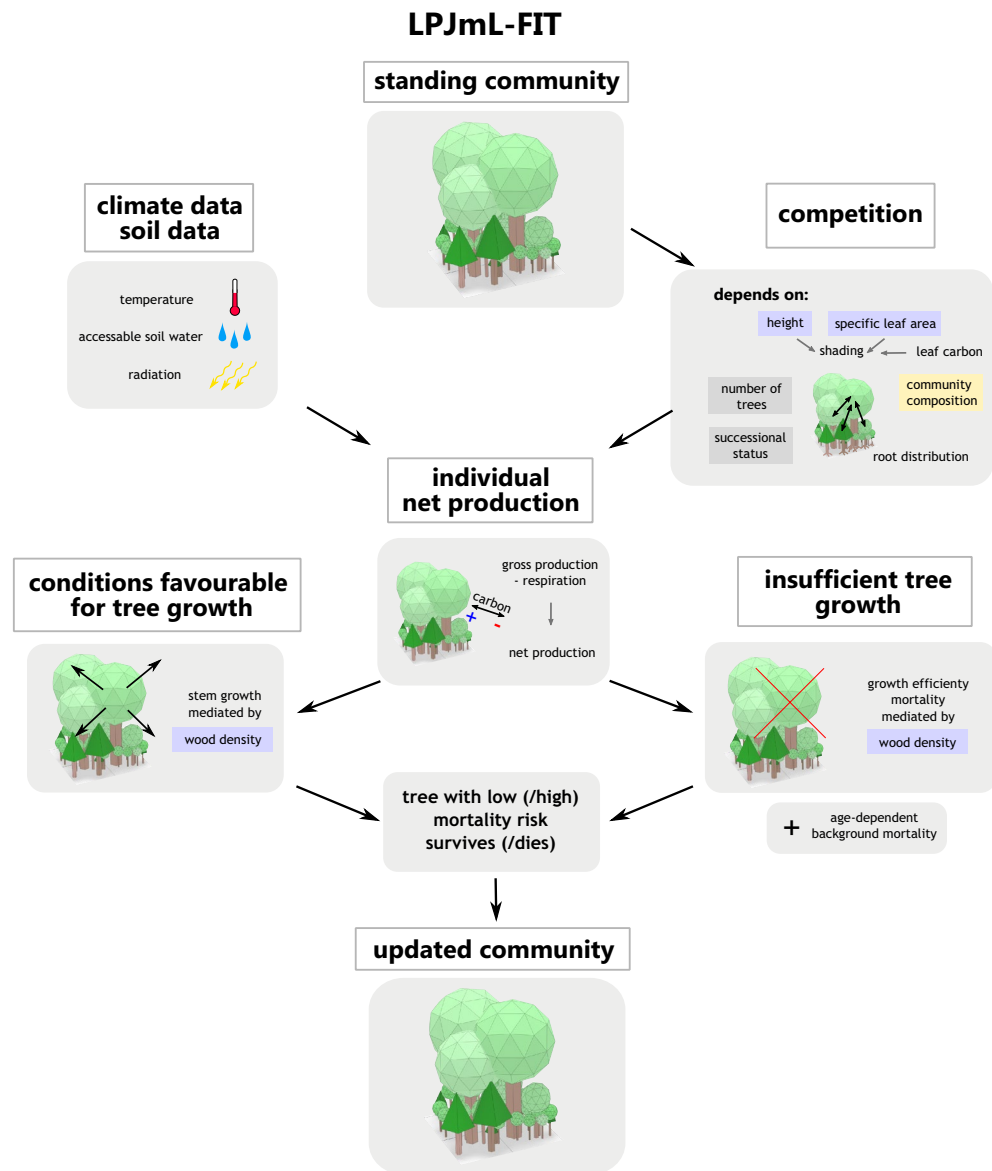 LPJmL-FIT
standing community
climate data
soil data
temperature
accessable soil water
radiation
competition
depends on:
height
specific leaf area
shading
leaf carbon
number of
trees
community
composition
successional
status
root distribution
individual
net production
gross production
- respiration
carbon
+
-
net production
conditions favourable
for tree growth
stem growth
mediated by
wood density
insufficient tree
growth
growth efficienty
mortality
mediated by
wood density
+
age-dependent
background mortality
tree with low (/high)
mortality risk
survives (/dies)
updated community